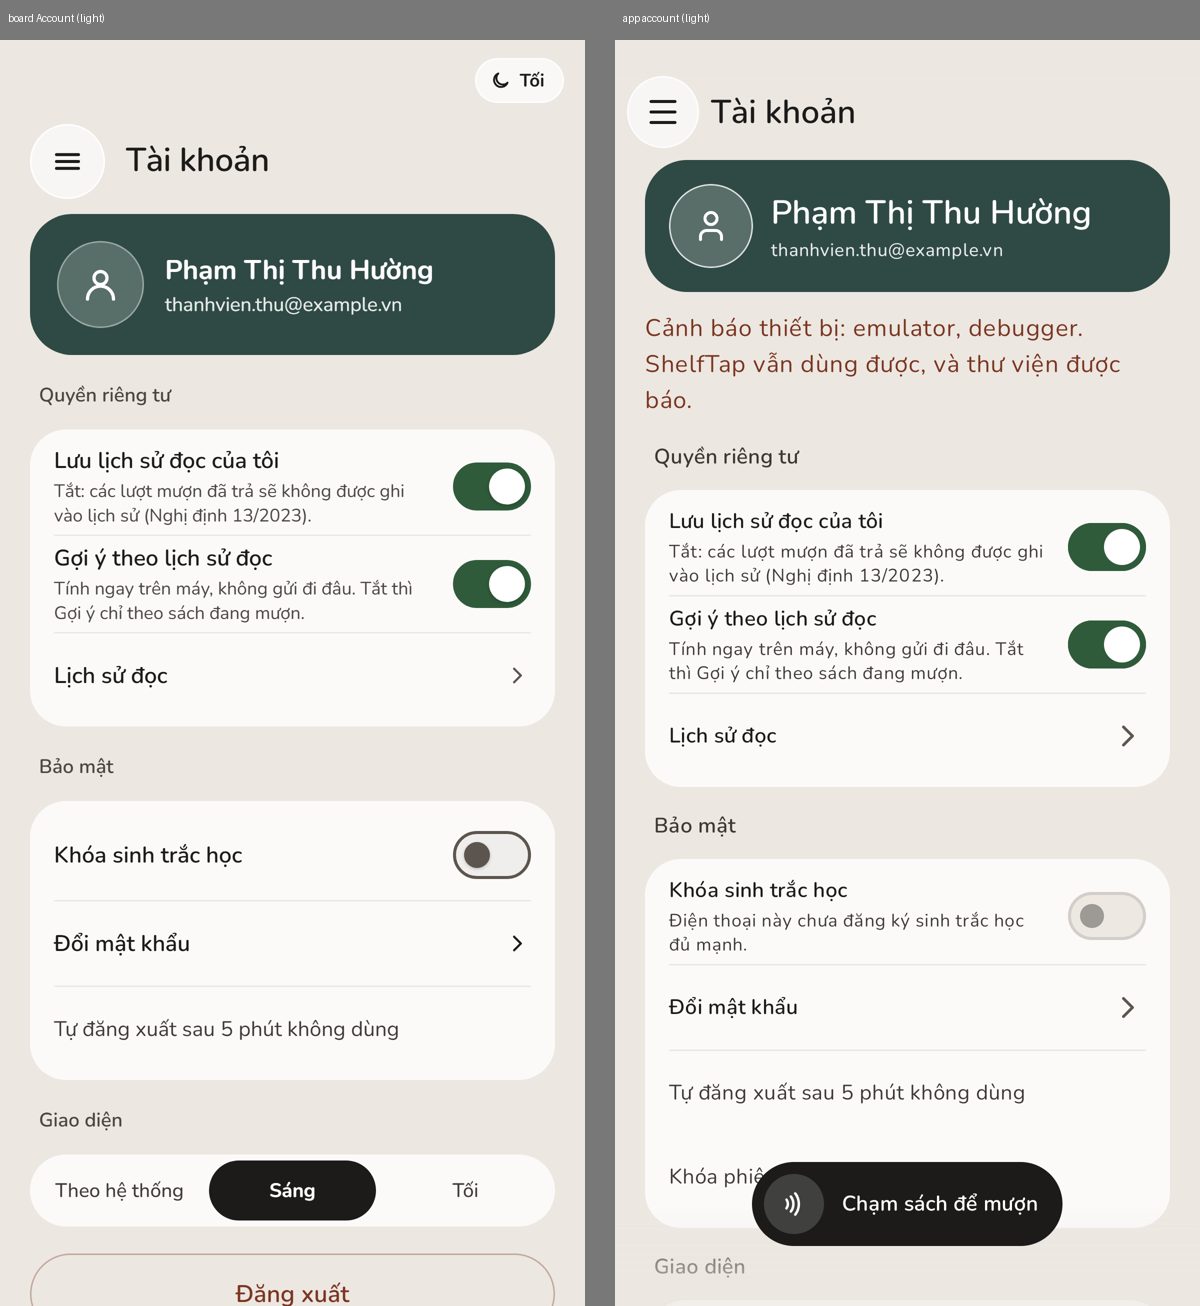 board Account (light)
Tối
Tài khoản
Phạm Thị Thu Hường
thanhvien.thu@example.vn
Quyền riêng tư
Lưu lịch sử đọc của tôi
Tắt: các lượt mượn đã trả sẽ không được ghi
vào lịch sử (Nghị định 13/2023).
Gợi ý theo lịch sử đọc
Tính ngay trên máy, không gửi đi đâu. Tắt thì
Gợi ý chỉ theo sách đang mượn.
Lịch sử đọc
Bảo mật
Khóa sinh trắc học
Đổi mật khẩu
Tự đăng xuất sau 5 phút không dùng
Giao diện
Theo hệ thống
Sáng
Tối
Đăng xuất
app account (light)
Tài khoản
Phạm Thị Thu Hường
thanhvien.thu@example.vn
Cảnh báo thiết bị: emulator, debugger.
ShelfTap vẫn dùng được, và thư viện được
báo.
Quyền riêng tư
Lưu lịch sử đọc của tôi
Tắt: các lượt mượn đã trả sẽ không được ghi
vào lịch sử (Nghị định 13/2023).
Gợi ý theo lịch sử đọc
Tính ngay trên máy, không gửi đi đâu. Tắt
thì Gợi ý chỉ theo sách đang mượn.
Lịch sử đọc
Bảo mật
Khóa sinh trắc học
Điện thoại này chưa đăng ký sinh trắc học
đủ mạnh.
Đổi mật khẩu
Tự đăng xuất sau 5 phút không dùng
Khóa
Chạm sách để mượn
Giao diện